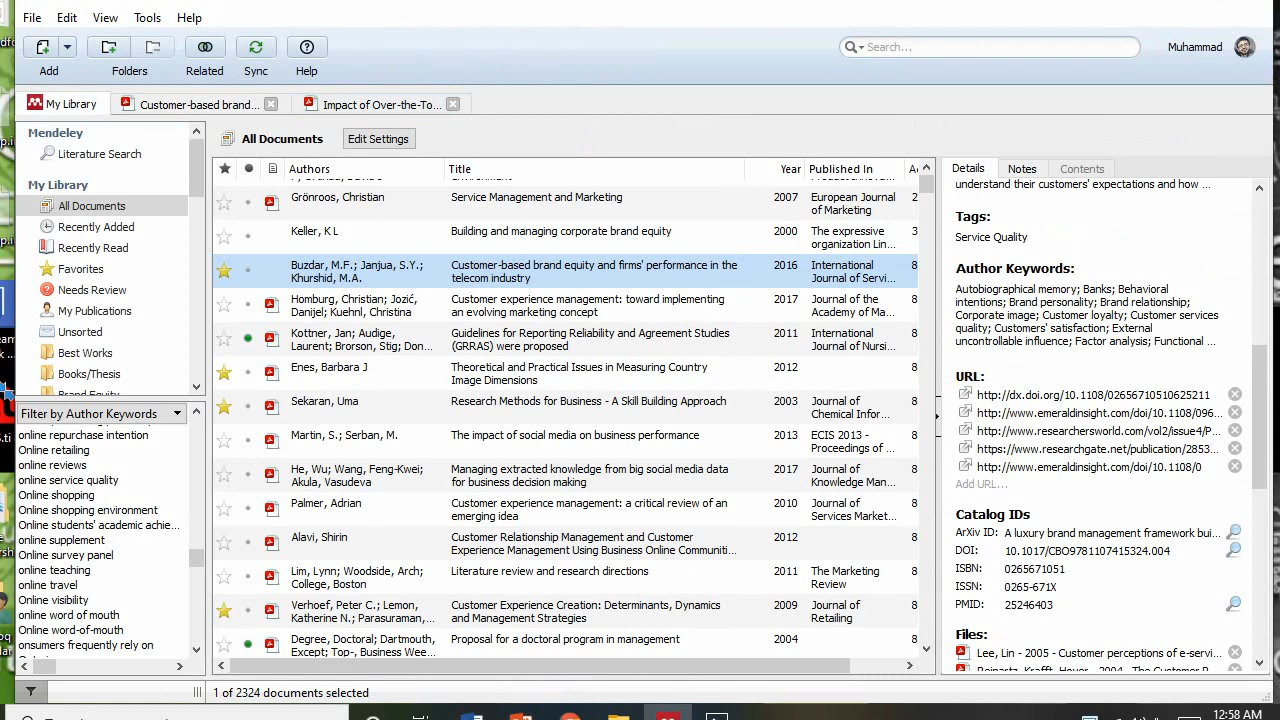 File Edit View Tools Help
Search...
Muhammad
Add Folders Related Sync Help
My Library
Customer-based brand...
Impact of Over-the-To...
Mendeley
Literature Search
My Library
All Documents
Recently Added
Recently Read
Favorites
Needs Review
My Publications
Unsorted
Best Works
Books/Thesis
Brand Equity
Filter by Author Keywords
online repurchase intention
Online retailing
online reviews
online service quality
Online shopping
Online shopping environment
Online students' academic achie...
online supplement
Online survey panel
online teaching
online travel
Online visibility
online word of mouth
Online word-of-mouth
onsumers frequently rely on
All Documents Edit Settings
Authors Title Year Published In
Grönroos, Christian Service Management and Marketing 2007 European Journal
of Marketing
Keller, K L Building and managing corporate brand equity 2000 The expressive
organization Lin...
Buzdar, M.F.; Janjua, S.Y.; Customer-based brand equity and firms' performance in the 2016 International
Khurshid, M.A. telecom industry Journal of Servi...
Homburg, Christian; Jozić, Customer experience management: toward implementing 2017 Journal of the
Danijel; Kuehnl, Christina an evolving marketing concept Academy of Ma...
Kottner, Jan; Audige, Guidelines for Reporting Reliability and Agreement Studies 2011 International
Laurent; Brorson, Stig; Don... (GRRAS) were proposed Journal of Nursi...
Enes, Barbara J Theoretical and Practical Issues in Measuring Country 2012
Image Dimensions
Sekaran, Uma Research Methods for Business - A Skill Building Approach 2003 Journal of
Chemical Infor...
Martin, S.; Serban, M. The impact of social media on business performance 2013 ECIS 2013 -
Proceedings of ...
He, Wu; Wang, Feng-Kwei; Managing extracted knowledge from big social media data 2017 Journal of
Akula, Vasudeva for business decision making Knowledge Man...
Palmer, Adrian Customer experience management: a critical review of an 2010 Journal of
emerging idea Services Market...
Alavi, Shirin Customer Relationship Management and Customer 2012
Experience Management Using Business Online Communiti...
Lim, Lynn; Woodside, Arch; Literature review and research directions 2011 The Marketing
College, Boston Review
Verhoef, Peter C.; Lemon, Customer Experience Creation: Determinants, Dynamics 2009 Journal of
Katherine N.; Parasuraman,... and Management Strategies Retailing
Degree, Doctoral; Dartmouth, Proposal for a doctoral program in management 2004
Except; Top-, Business Wee...
1 of 2324 documents selected
Details Notes Contents
understand their customers' expectations and how ...
Tags:
Service Quality
Author Keywords:
Autobiographical memory; Banks; Behavioral
intentions; Brand personality; Brand relationship;
Corporate image; Customer loyalty; Customer services
quality; Customers' satisfaction; External
uncontrollable influence; Factor analysis; Functional ...
URL:
http://dx.doi.org/10.1108/02656710510625211
http://www.emeraldinsight.com/doi/10.1108/096...
http://www.researchersworld.com/vol2/issue4/P...
https://www.researchgate.net/publication/2853...
http://www.emeraldinsight.com/doi/10.1108/0
Add URL...
Catalog IDs
ArXiv ID: A luxury brand management framework bui...
DOI: 10.1017/CBO9781107415324.004
ISBN: 0265671051
ISSN: 0265-671X
PMID: 25246403
Files:
Lee, Lin - 2005 - Customer perceptions of e-servi...
12:58 AM